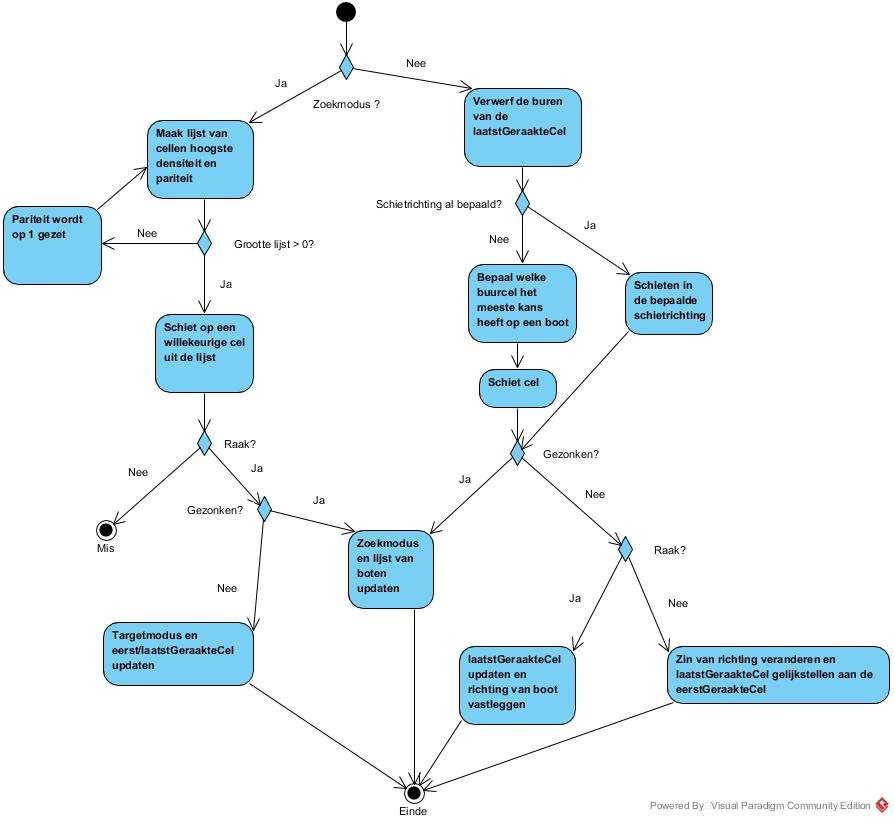 Nee
Ja
Zoekmodus ?
Verwerf de buren
van de
laatstGeraakteCel
Maak lijst van
cellen hoogste
densiteit en
pariteit
Schietrichting al bepaald?
Pariteit wordt
op 1 gezet
Nee
Grootte lijst > 0?
Ja
Nee
Ja
Bepaal welke
buurcel het
meeste kans
heeft op een boot
Schieten in
de bepaalde
schietrichting
Schiet op een
willekeurige cel
uit de lijst
Schiet cel
Raak?
Gezonken?
Nee
Ja
Ja
Nee
Gezonken?
Ja
Mis
Zoekmodus
en lijst van
boten
updaten
Raak?
Nee
Ja
Nee
Targetmodus en
eerst/laatstGeraakteCel
updaten
laatstGeraakteCel
updaten en
richting van boot
vastleggen
Zin van richting veranderen en
laatstGeraakteCel gelijkstellen aan de
eerstGeraakteCel
Einde
Powered By Visual Paradigm Community Edition